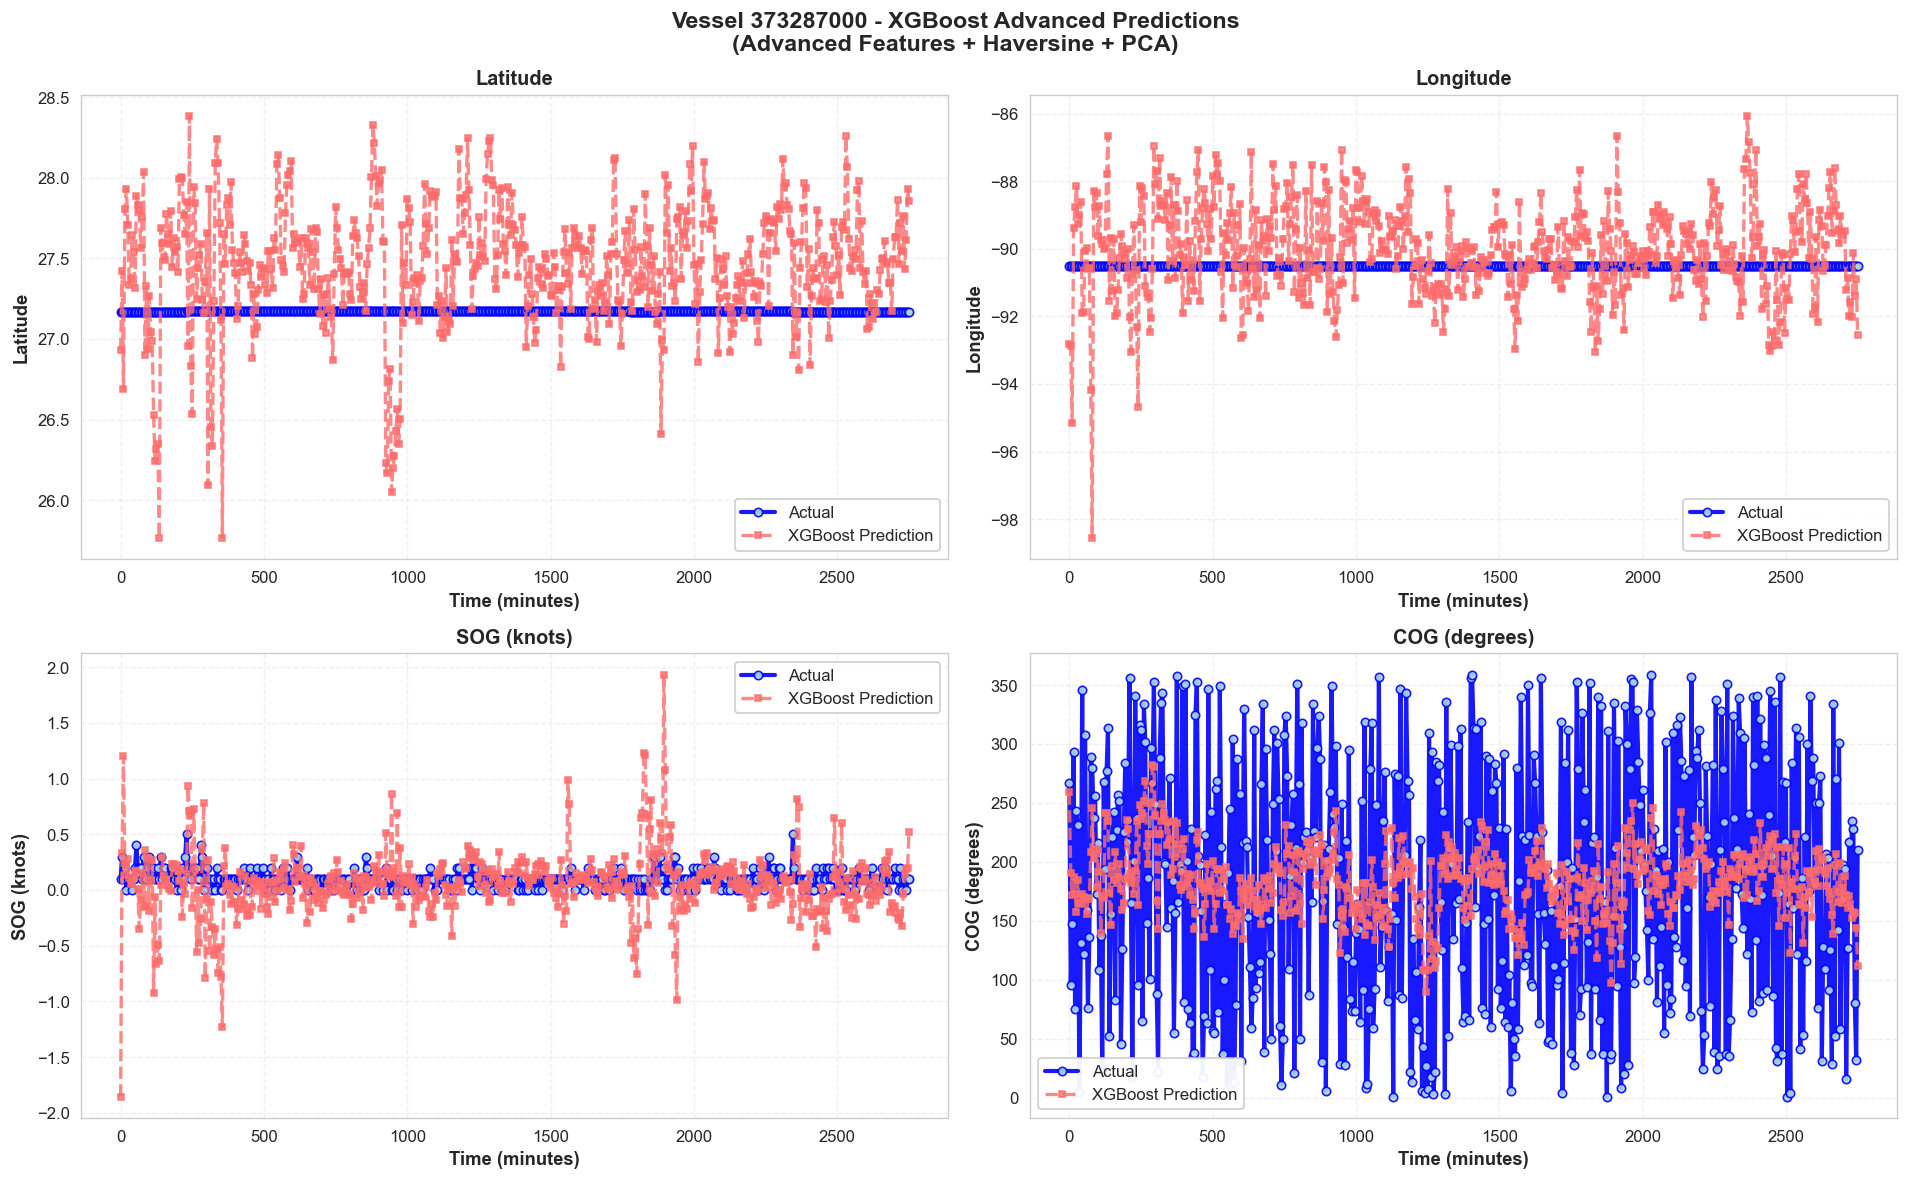 Vessel 373287000 - XGBoost Advanced Predictions
(Advanced Features + Haversine + PCA)
Latitude
28.5
28.0
27.5
27.0
26.5
26.0
Latitude
0 500 1000 1500 2000 2500
Time (minutes)
Actual
XGBoost Prediction
Longitude
−86
−88
−90
−92
−94
−96
−98
Longitude
0 500 1000 1500 2000 2500
Time (minutes)
Actual
XGBoost Prediction
SOG (knots)
2.0
1.5
1.0
0.5
0.0
−0.5
−1.0
−1.5
−2.0
SOG (knots)
0 500 1000 1500 2000 2500
Time (minutes)
Actual
XGBoost Prediction
COG (degrees)
350
300
250
200
150
100
50
0
COG (degrees)
0 500 1000 1500 2000 2500
Time (minutes)
Actual
XGBoost Prediction